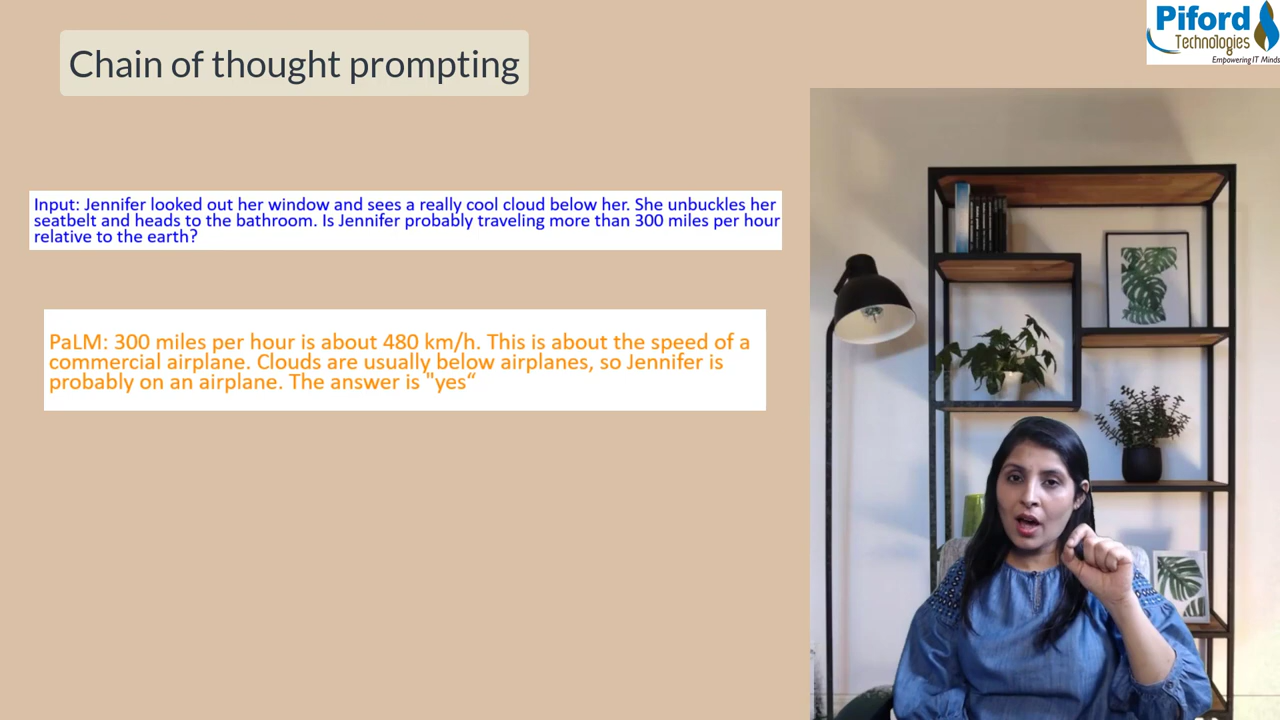 Piford
Technologies
Empowering IT Minds
Chain of thought prompting
Input: Jennifer looked out her window and sees a really cool cloud below her. She unbuckles her
seatbelt and heads to the bathroom. Is Jennifer probably traveling more than 300 miles per hour
relative to the earth?
PaLM: 300 miles per hour is about 480 km/h. This is about the speed of a
commercial airplane. Clouds are usually below airplanes, so Jennifer is
probably on an airplane. The answer is "yes“